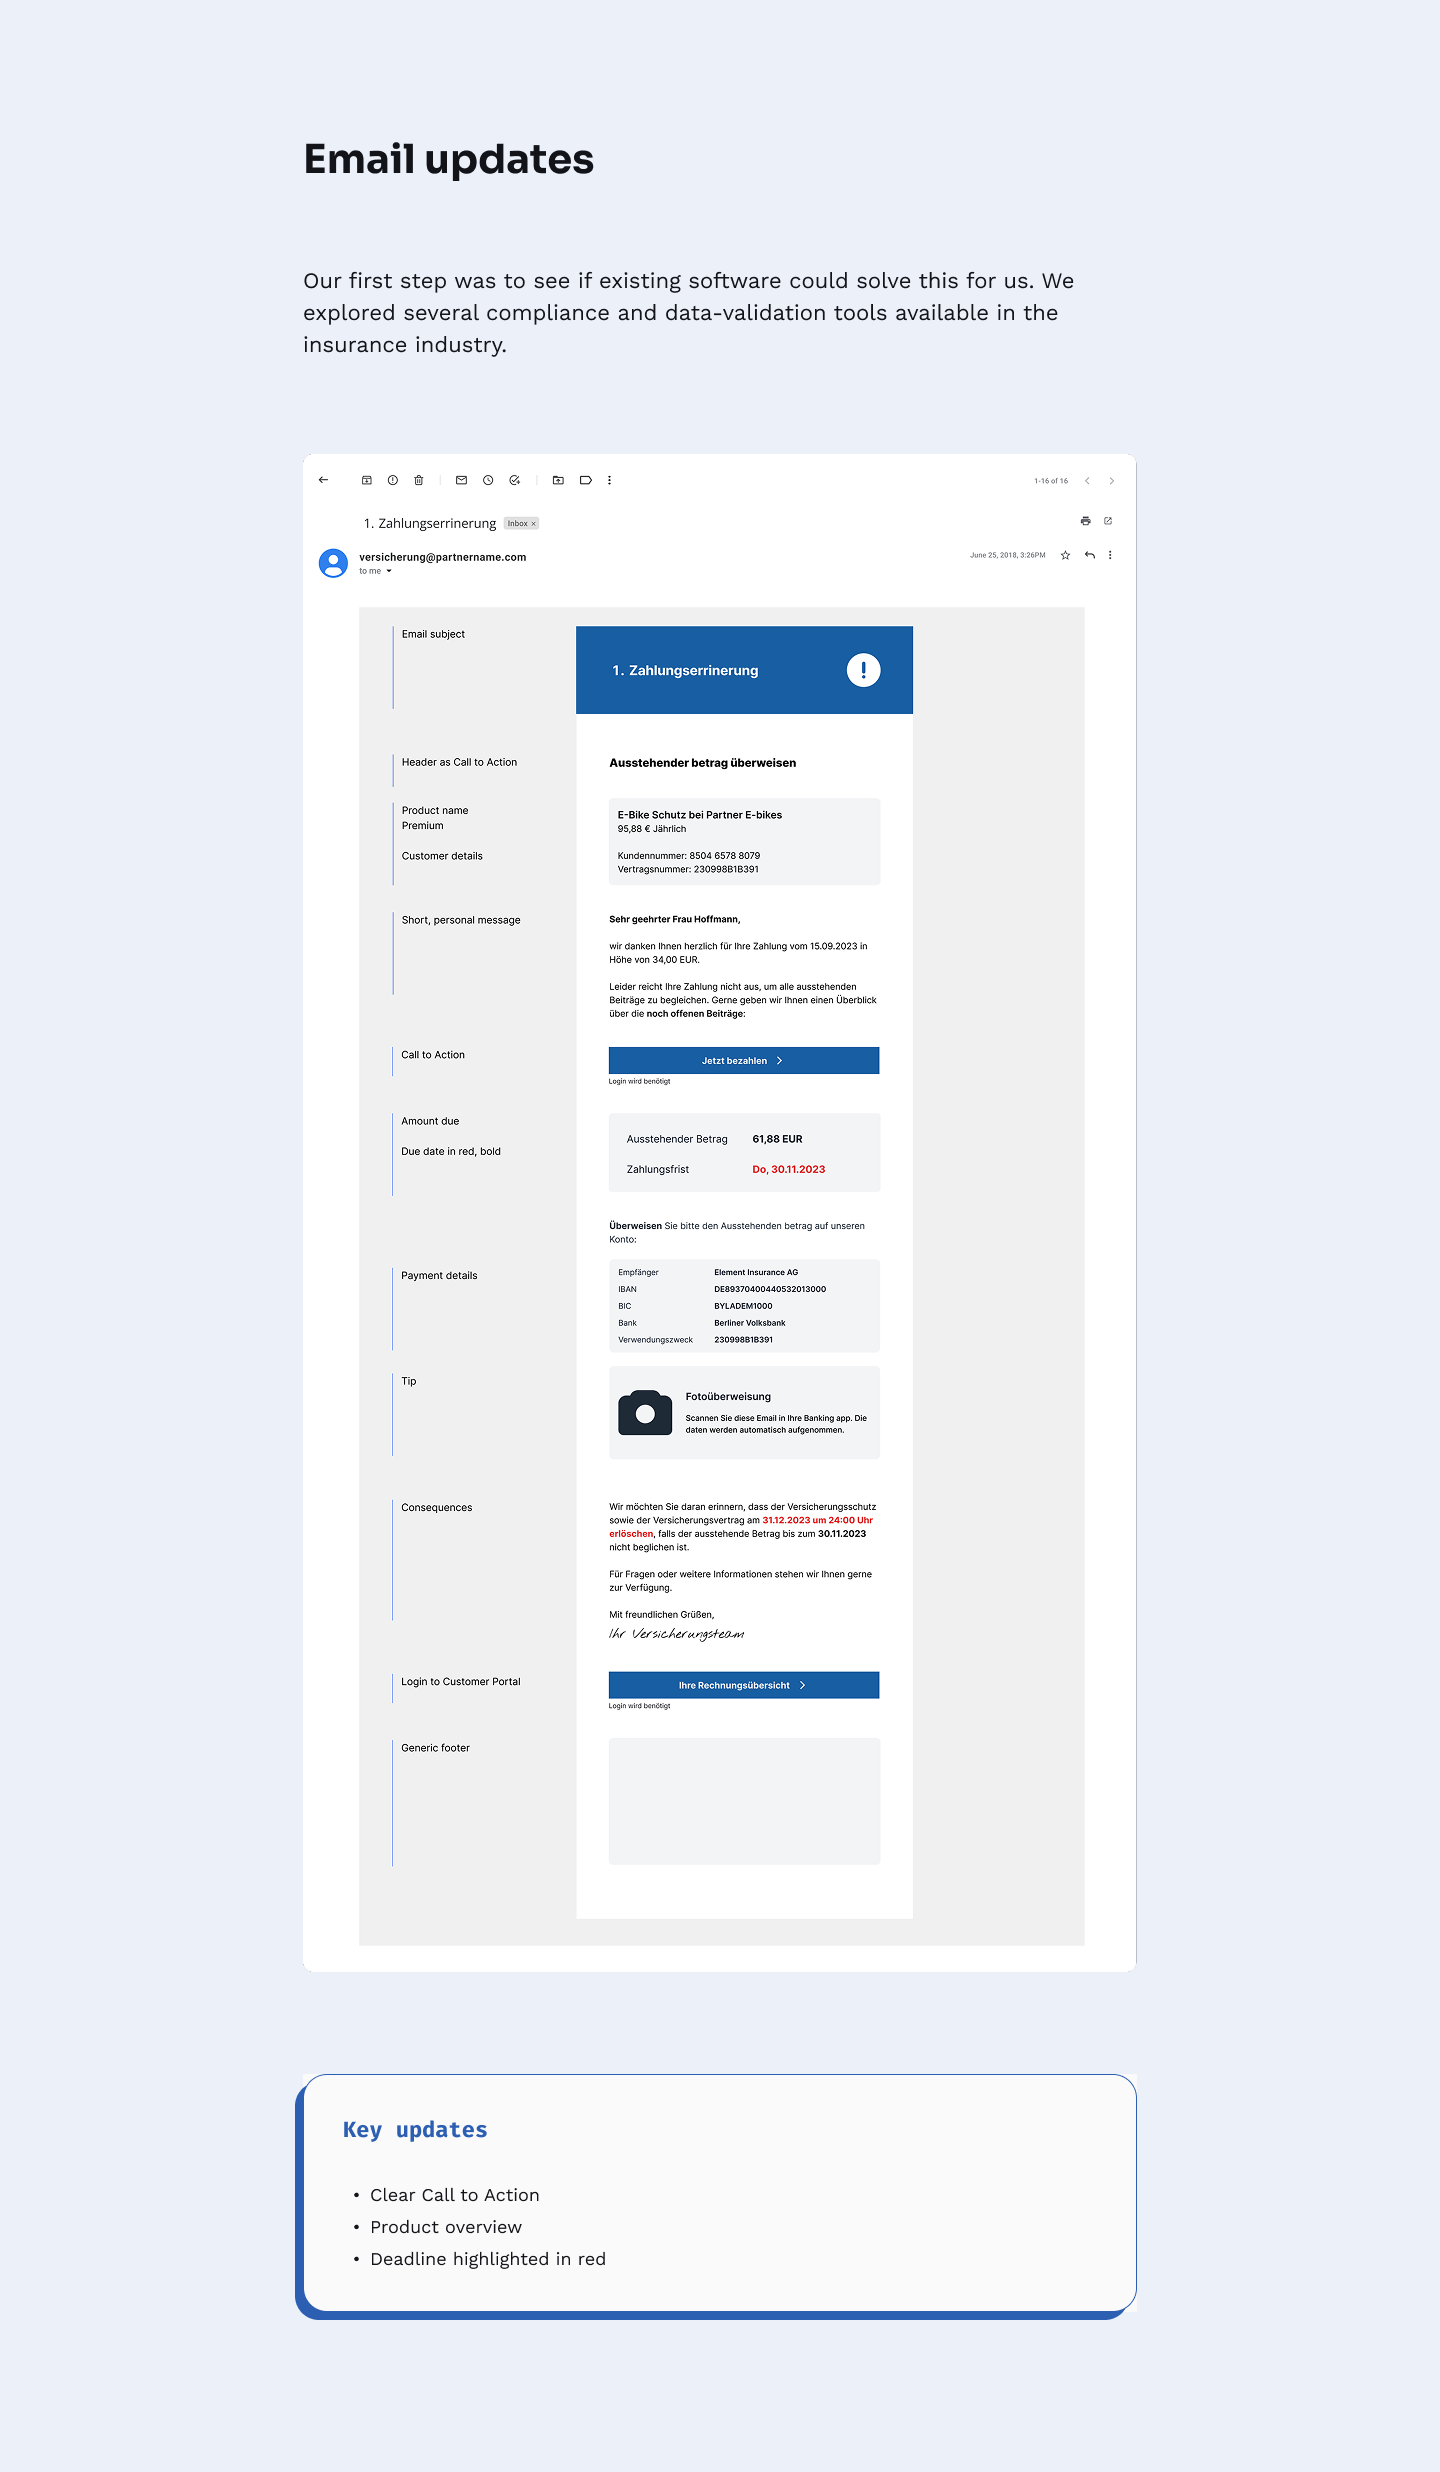 Email updates
Our first step was to see if existing software could solve this for us. We
explored several compliance and data-validation tools available in the
insurance industry.
1-16 of 16
1. Zahlungserrinerung
Inbox ×
versicherung@partnername.com
June 25, 2018, 3:26PM
to me
Email subject
1. Zahlungserrinerung
Header as Call to Action
Ausstehender betrag überweisen
Product name
Premium
Customer details
E-Bike Schutz bei Partner E-bikes
95,88 € Jährlich
Kundennummer: 8504 6578 8079
Vertragsnummer: 230998B1B391
Short, personal message
Sehr geehrter Frau Hoffmann,
wir danken Ihnen herzlich für Ihre Zahlung vom 15.09.2023 in
Höhe von 34,00 EUR.
Leider reicht Ihre Zahlung nicht aus, um alle ausstehenden
Beiträge zu begleichen. Gerne geben wir Ihnen einen Überblick
über die noch offenen Beiträge:
Call to Action
Jetzt bezahlen
Login wird benötigt
Amount due
Due date in red, bold
Ausstehender Betrag 61,88 EUR
Zahlungsfrist Do, 30.11.2023
Überweisen Sie bitte den Ausstehenden betrag auf unseren
Konto:
Payment details
Empfänger Element Insurance AG
IBAN DE89370400440532013000
BIC BYLADEM1000
Bank Berliner Volksbank
Verwendungszweck 230998B1B391
Tip
Fotoüberweisung
Scannen Sie diese Email in Ihre Banking app. Die
daten werden automatisch aufgenommen.
Consequences
Wir möchten Sie daran erinnern, dass der Versicherungsschutz
sowie der Versicherungsvertrag am 31.12.2023 um 24:00 Uhr
erlöschen, falls der ausstehende Betrag bis zum 30.11.2023
nicht beglichen ist.
Für Fragen oder weitere Informationen stehen wir Ihnen gerne
zur Verfügung.
Mit freundlichen Grüßen,
Ihr Versicherungsteam
Login to Customer Portal
Ihre Rechnungsübersicht
Login wird benötigt
Generic footer
Key updates
• Clear Call to Action
• Product overview
• Deadline highlighted in red